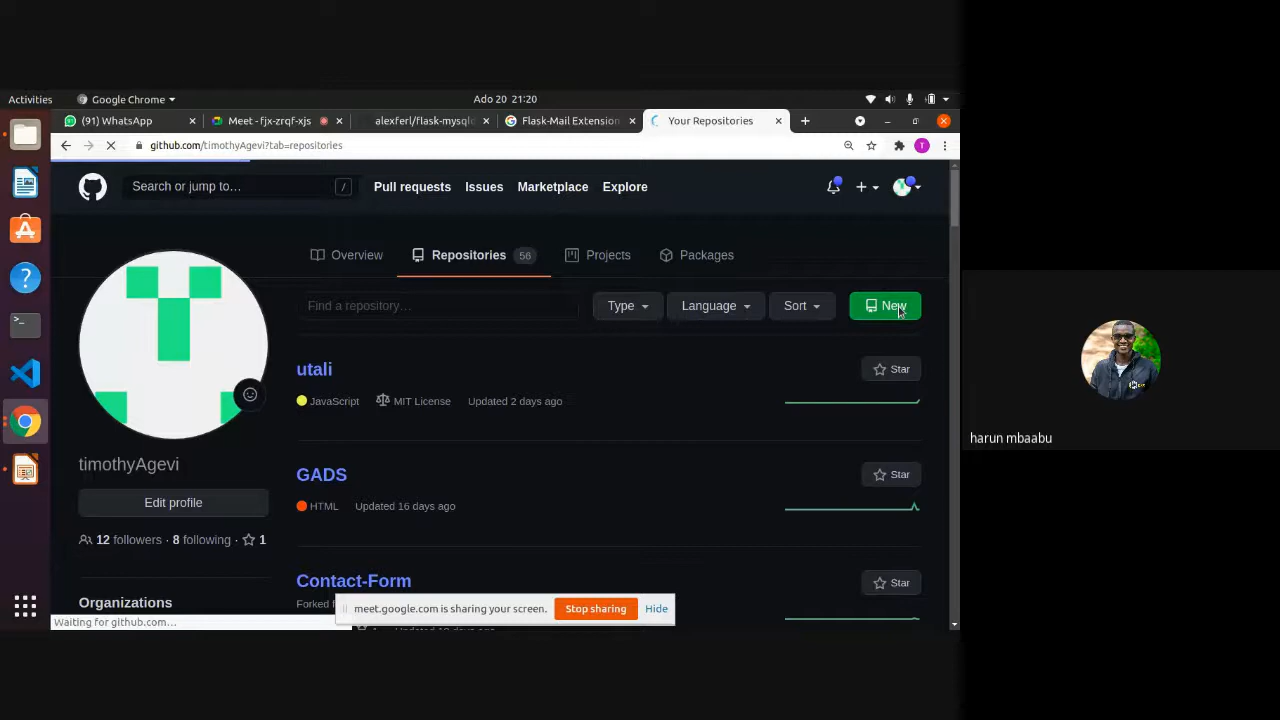 Activities
Google Chrome
Ado 20 21:20
(91) WhatsApp
Meet - fjx-zrqf-xjs
alexferl/flask-mysqld
Flask-Mail Extension
Your Repositories
github.com/timothyAgevi?tab=repositories
T
Search or jump to…
/
Pull requests
Issues
Marketplace
Explore
Overview
Repositories 56
Projects
Packages
Find a repository…
Type
Language
Sort
New
utali
Star
JavaScript
MIT License
Updated 2 days ago
GADS
Star
HTML
Updated 16 days ago
timothyAgevi
Edit profile
12 followers · 8 following · 1
Organizations
Contact-Form
Star
Forked
meet.google.com is sharing your screen.
Stop sharing
Hide
Waiting for github.com…
harun mbaabu